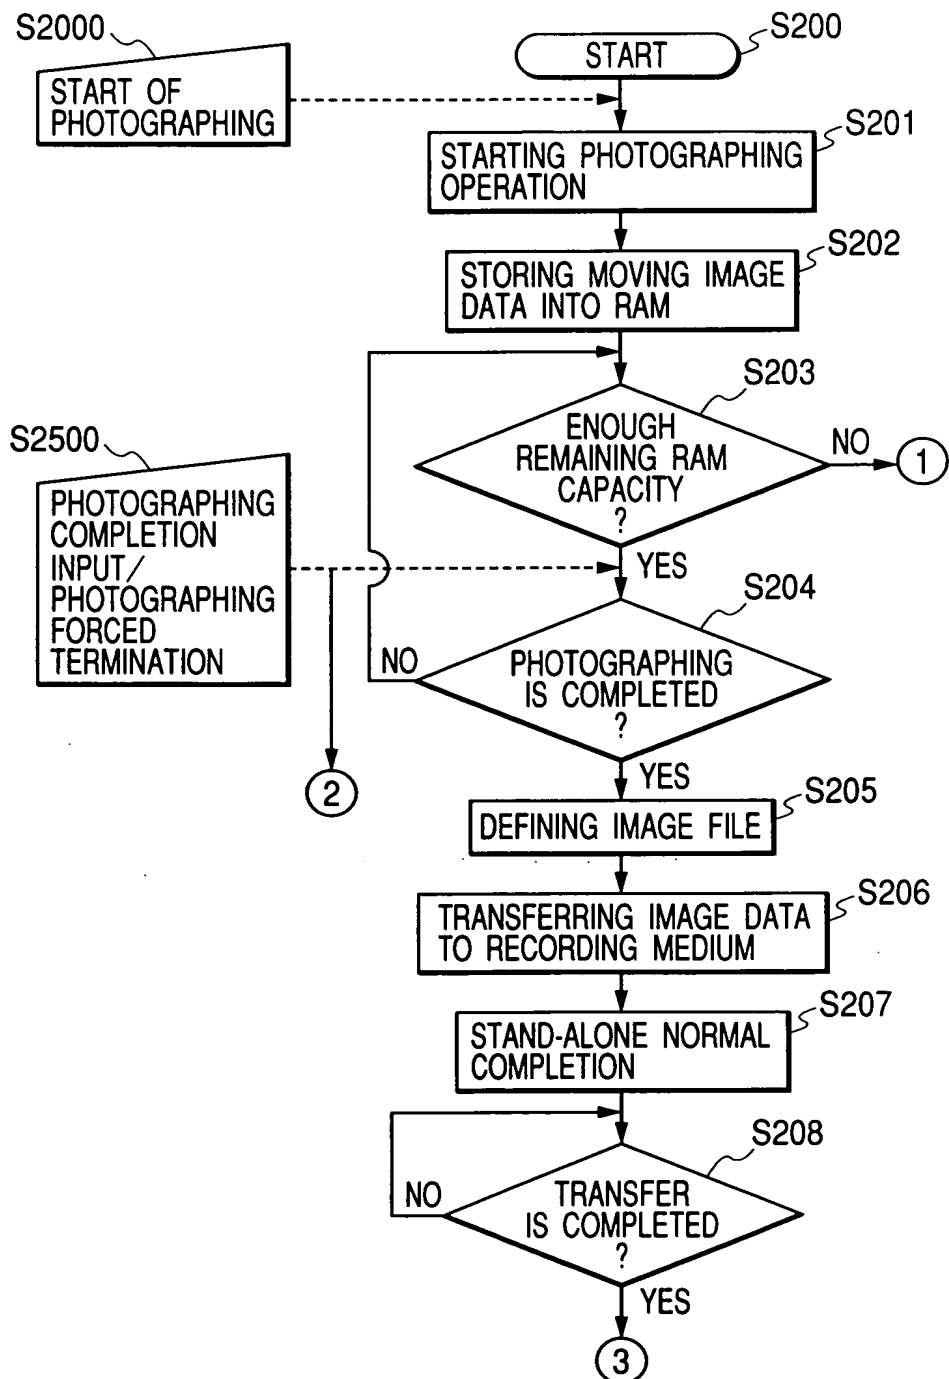 S2000
START OF
PHOTOGRAPHING
START
S200
STARTING PHOTOGRAPHING
OPERATION
S201
STORING MOVING IMAGE
DATA INTO RAM
S202
ENOUGH
REMAINING RAM
CAPACITY
?
S203
NO
1
YES
S2500
PHOTOGRAPHING
COMPLETION
INPUT/
PHOTOGRAPHING
FORCED
TERMINATION
2
PHOTOGRAPHING
IS COMPLETED
?
S204
NO
YES
DEFINING IMAGE FILE
S205
TRANSFERRING IMAGE DATA
TO RECORDING MEDIUM
S206
STAND-ALONE NORMAL
COMPLETION
S207
TRANSFER
IS COMPLETED
?
S208
NO
YES
3